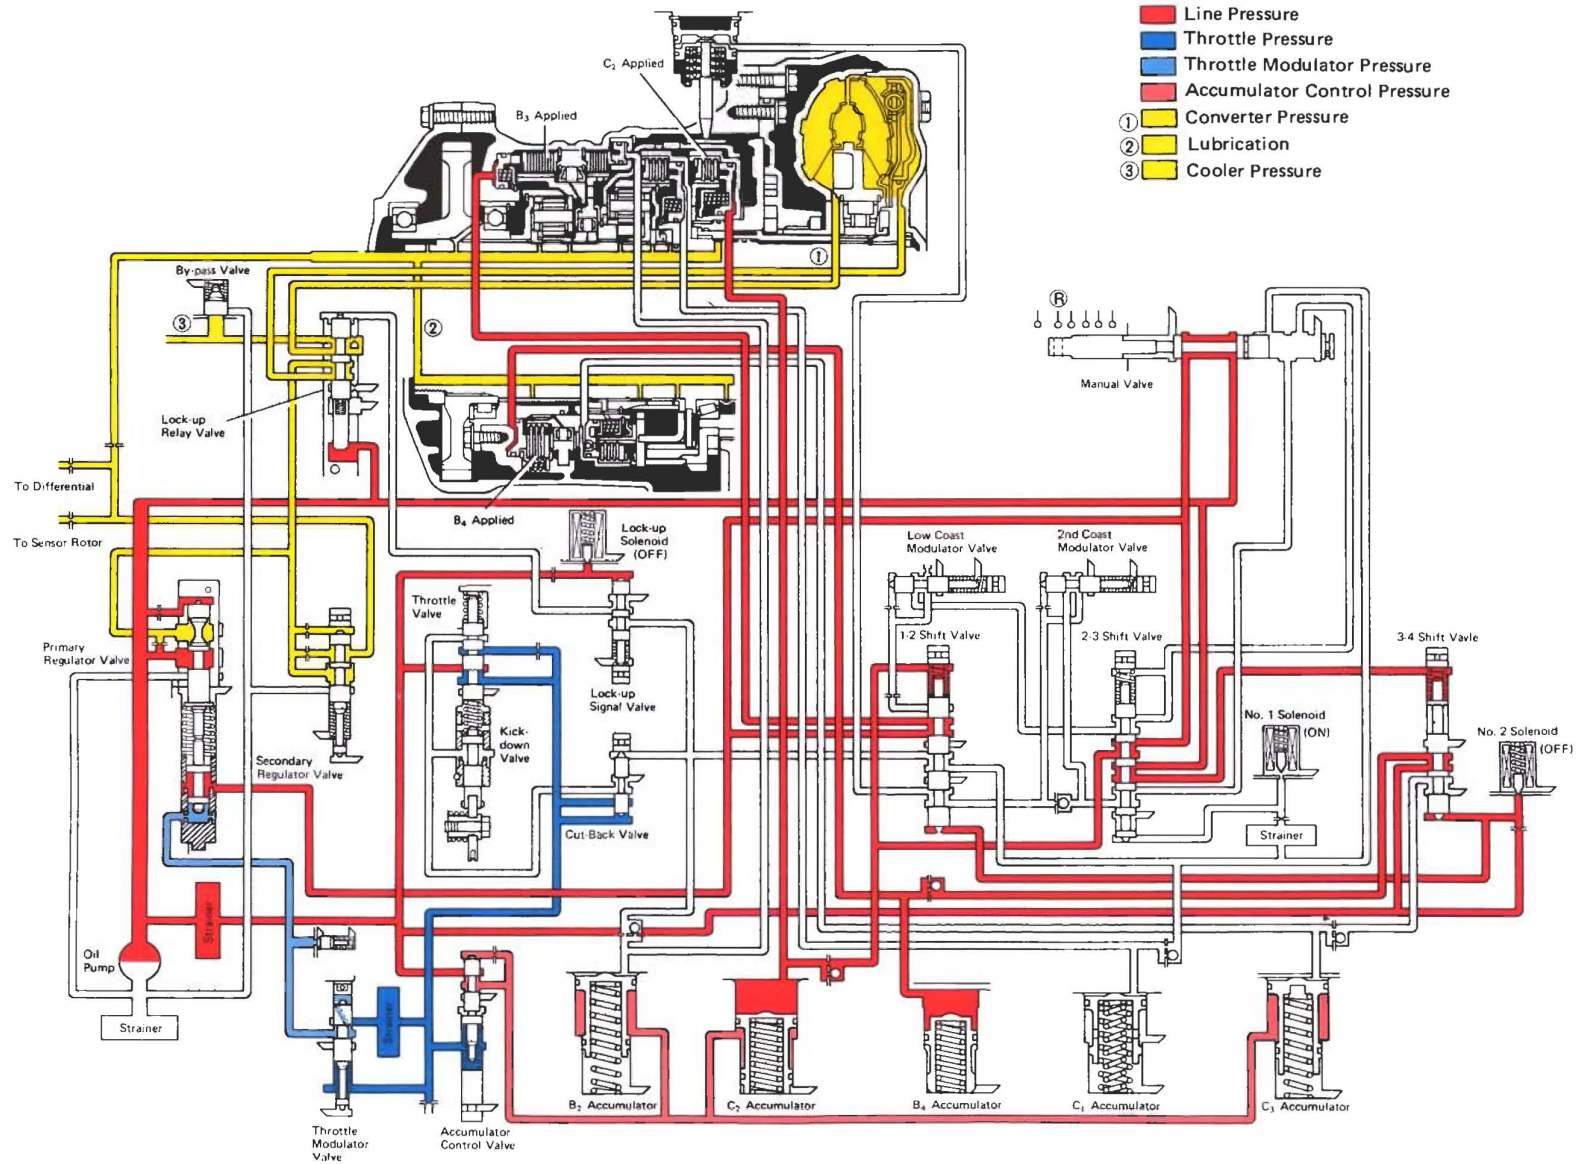 Line Pressure
Throttle Pressure
Throttle Modulator Pressure
Accumulator Control Pressure
① Converter Pressure
② Lubrication
③ Cooler Pressure
C₂ Applied
B₃ Applied
①
By-pass Valve
③
②
Ⓡ
Manual Valve
Lock-up
Relay Valve
To Differential
To Sensor Rotor
B₄ Applied
Lock-up
Solenoid
(OFF)
Low Coast
Modulator Valve
2nd Coast
Modulator Valve
Throttle
Valve
1-2 Shift Valve
2-3 Shift Valve
3-4 Shift Vavle
Primary
Regulator Valve
Lock-up
Signal Valve
No. 1 Solenoid
(ON)
No. 2 Solenoid
(OFF)
Kick-
down
Valve
Secondary
Regulator Valve
Cut-Back Valve
Strainer
Strainer
Oil
Pump
Strainer
Strainer
B₂ Accumulator
C₂ Accumulator
B₄ Accumulator
C₁ Accumulator
C₃ Accumulator
Throttle
Modulator
Valve
Accumulator
Control Valve